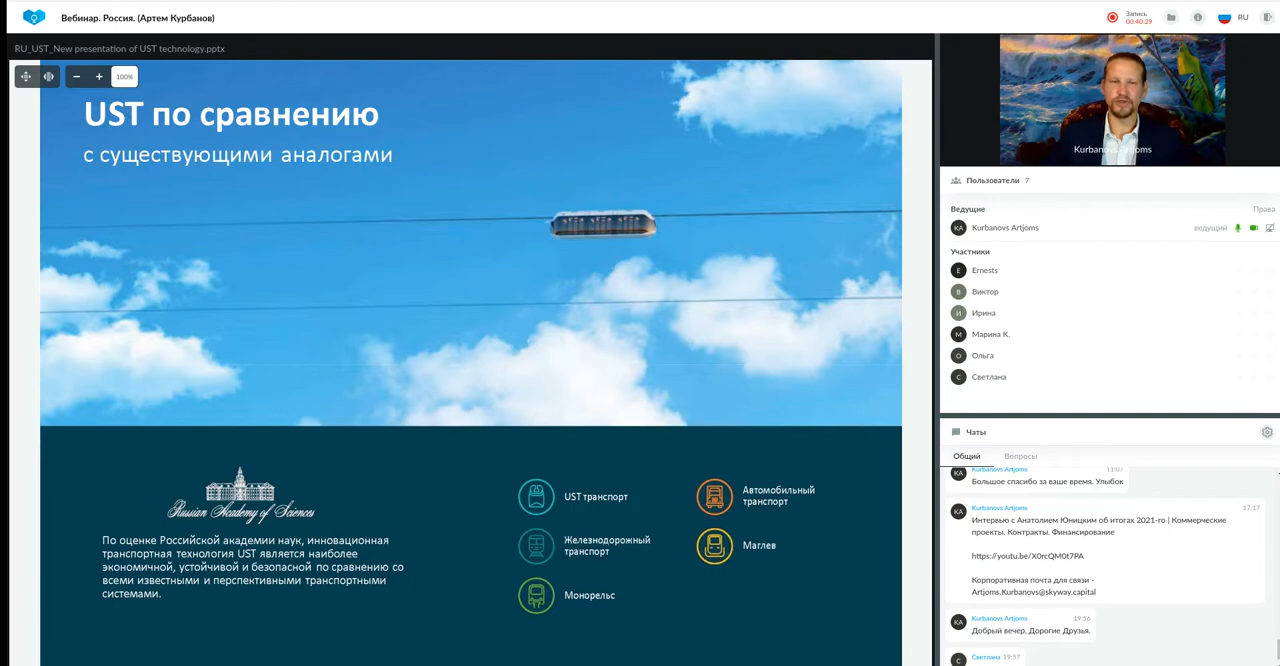 Вебинар. Россия. (Артем Курбанов)
Запись
00:40:29
RU
RU_UST_New presentation of UST technology.pptx
100%
UST по сравнению
с существующими аналогами
Russian Academy of Sciences
По оценке Российской академии наук, инновационная
транспортная технология UST является наиболее
экономичной, устойчивой и безопасной по сравнению со
всеми известными и перспективными транспортными
системами.
UST транспорт
Железнодорожный
транспорт
Монорельс
Автомобильный
транспорт
Маглев
Kurbanovs Artjoms
Пользователи 7
Ведущие
Права
KA Kurbanovs Artjoms
ведущий
Участники
E Ernests
В Виктор
И Ирина
М Марина К.
О Ольга
С Светлана
Чаты
Общий
Вопросы
KA Kurbanovs Artjoms 11:07
Большое спасибо за ваше время. Улыбок
KA Kurbanovs Artjoms 17:17
Интервью с Анатолием Юницким об итогах 2021-го | Коммерческие
проекты. Контракты. Финансирование
https://youtu.be/X0rcQM0t7PA
Корпоративная почта для связи -
Artjoms.Kurbanovs@skyway.capital
KA Kurbanovs Artjoms 19:56
Добрый вечер, Дорогие Друзья.
С Светлана 19:57